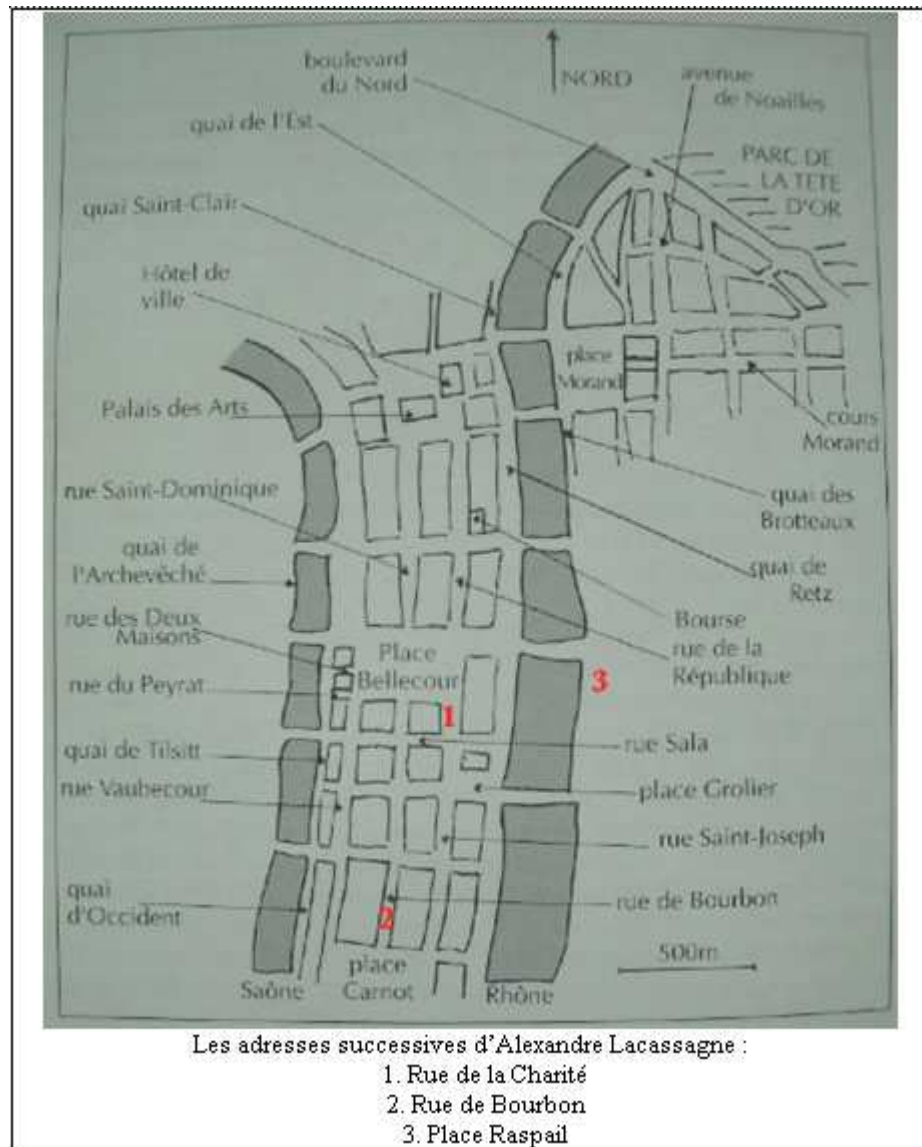 boulevard
du Nord
NORD
avenue
de Noailles
quai de l'Est
PARC DE
LA TETE
D'OR
quai Saint-Clair
Hôtel de
ville
place
Morand
Palais des Arts
cours
Morand
rue Saint-Dominique
quai des
Brotteaux
quai de
l'Archevêché
quai de
Retz
rue des Deux
Maisons
Bourse
Place
Bellecour
rue de la
République
3
rue du Peyrat
1
quai de Tilsitt
rue Sala
rue Vaubecour
place Grolier
rue Saint-Joseph
quai
d'Occident
rue de Bourbon
2
place
Carnot
500m
Saône
Rhône
Les adresses successives d'Alexandre Lacassagne :
1. Rue de la Charité
2. Rue de Bourbon
3. Place Raspail